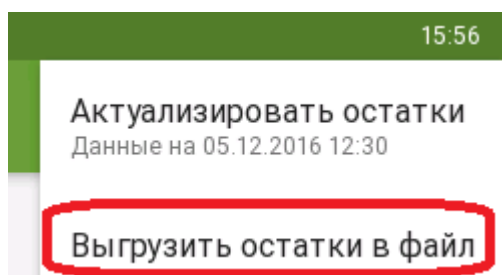 15:56
Актуализировать остатки
Данные на 05.12.2016 12:30
Выгрузить остатки в файл